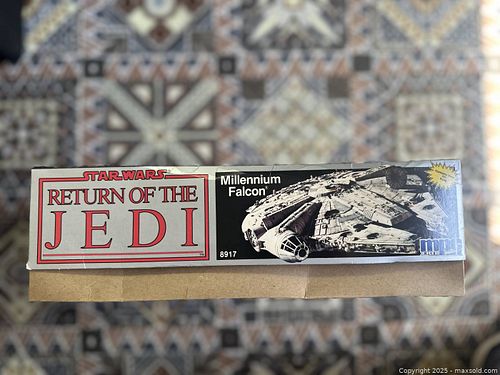 STAR WARS
RETURN OF THE
JEDI
Millennium
Falcon
8917
mpc
Copyright 2025 - maxsold.com